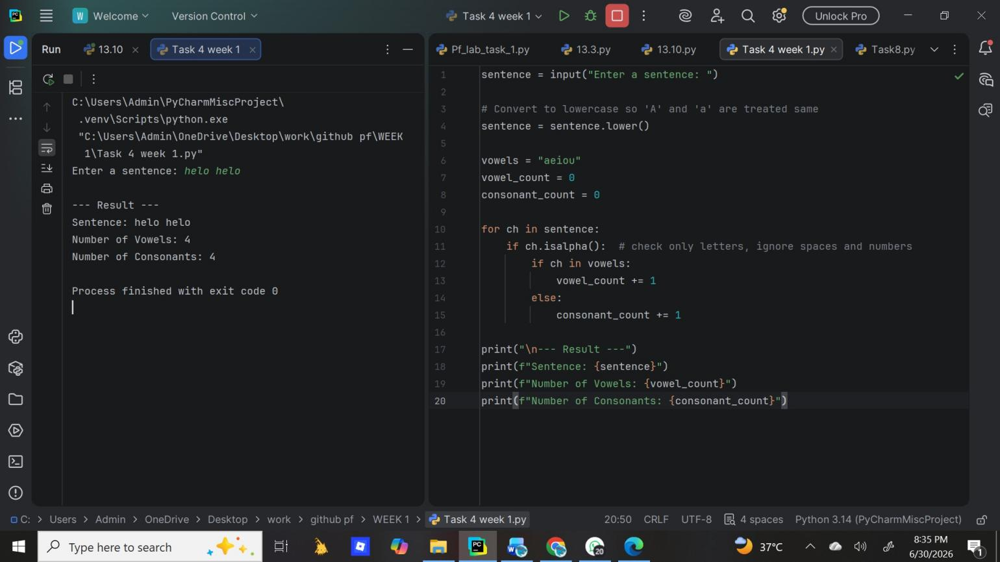 W Welcome Version Control Task 4 week 1 Unlock Pro
Run 13.10 Task 4 week 1
C:\Users\Admin\PyCharmMiscProject\
.venv\Scripts\python.exe
"C:\Users\Admin\OneDrive\Desktop\work\github pf\WEEK
1\Task 4 week 1.py"
Enter a sentence: helo helo
--- Result ---
Sentence: helo helo
Number of Vowels: 4
Number of Consonants: 4
Process finished with exit code 0
Pf_lab_task_1.py 13.3.py 13.10.py Task 4 week 1.py Task8.py
1 sentence = input("Enter a sentence: ")
2
3 # Convert to lowercase so 'A' and 'a' are treated same
4 sentence = sentence.lower()
5
6 vowels = "aeiou"
7 vowel_count = 0
8 consonant_count = 0
9
10 for ch in sentence:
11 if ch.isalpha():  # check only letters, ignore spaces and numbers
12 if ch in vowels:
13 vowel_count += 1
14 else:
15 consonant_count += 1
16
17 print("\n--- Result ---")
18 print(f"Sentence: {sentence}")
19 print(f"Number of Vowels: {vowel_count}")
20 print(f"Number of Consonants: {consonant_count}")
C: > Users > Admin > OneDrive > Desktop > work > github pf > WEEK 1 > Task 4 week 1.py 20:50 CRLF UTF-8 4 spaces Python 3.14 (PyCharmMiscProject)
Type here to search PC 20 37°C 8:35 PM
6/30/2026 1